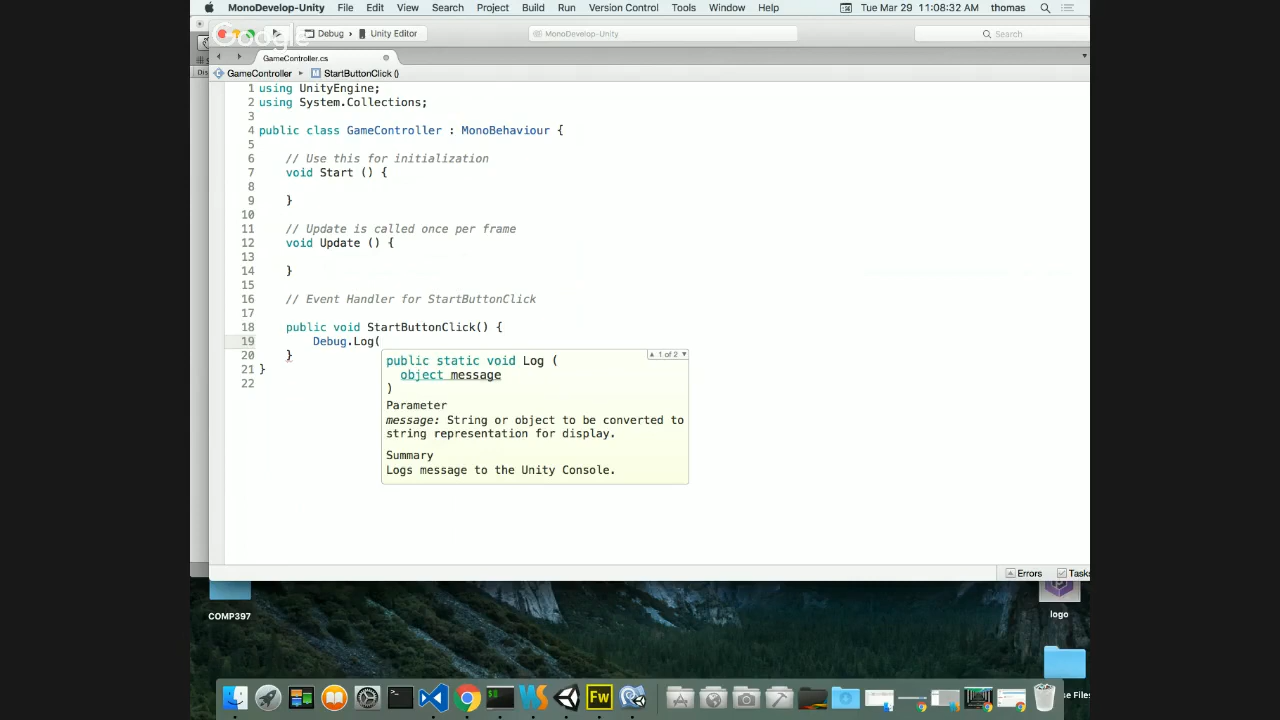 MonoDevelop-Unity File Edit View Search Project Build Run Version Control Tools Window Help Tue Mar 29 11:08:32 AM thomas
Google
Debug › Unity Editor MonoDevelop-Unity Search
GameController.cs
GameController StartButtonClick ()
1 using UnityEngine;
2 using System.Collections;
3
4 public class GameController : MonoBehaviour {
5
6 // Use this for initialization
7 void Start () {
8
9 }
10
11 // Update is called once per frame
12 void Update () {
13
14 }
15
16 // Event Handler for StartButtonClick
17
18 public void StartButtonClick() {
19 Debug.Log(
20 }
21 }
22
1 of 2
public static void Log (
object message
)
Parameter
message: String or object to be converted to
string representation for display.
Summary
Logs message to the Unity Console.
Errors Tasks
COMP397
logo
Fw